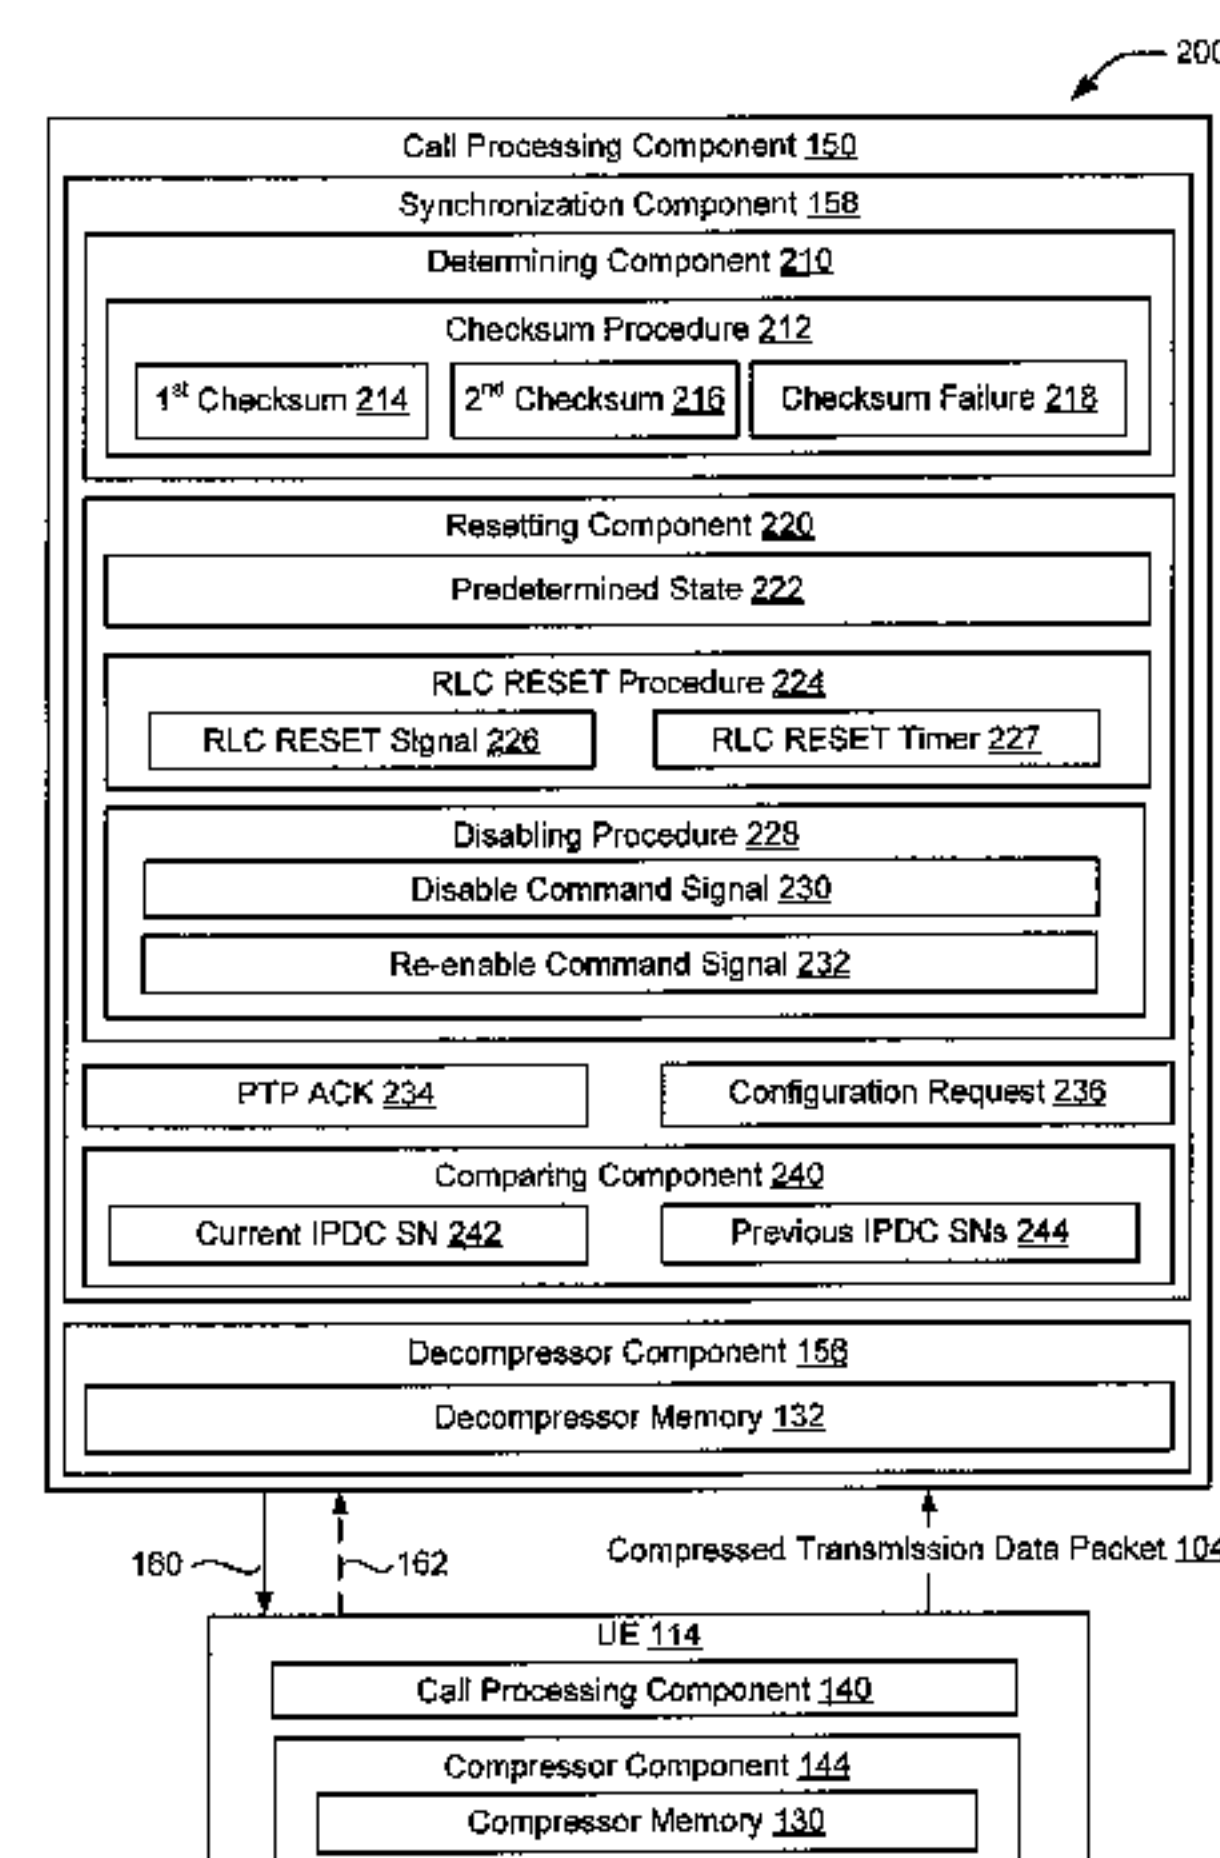 200
Call Processing Component 150
Synchronization Component 158
Determining Component 210
Checksum Procedure 212
1st Checksum 214 2nd Checksum 216 Checksum Failure 218
Resetting Component 220
Predetermined State 222
RLC RESET Procedure 224
RLC RESET Signal 226 RLC RESET Timer 227
Disabling Procedure 228
Disable Command Signal 230
Re-enable Command Signal 232
PTP ACK 234 Configuration Request 236
Comparing Component 240
Current IPDC SN 242 Previous IPDC SNs 244
Decompressor Component 156
Decompressor Memory 132
160 162 Compressed Transmission Data Packet 104
UE 114
Call Processing Component 140
Compressor Component 144
Compressor Memory 130